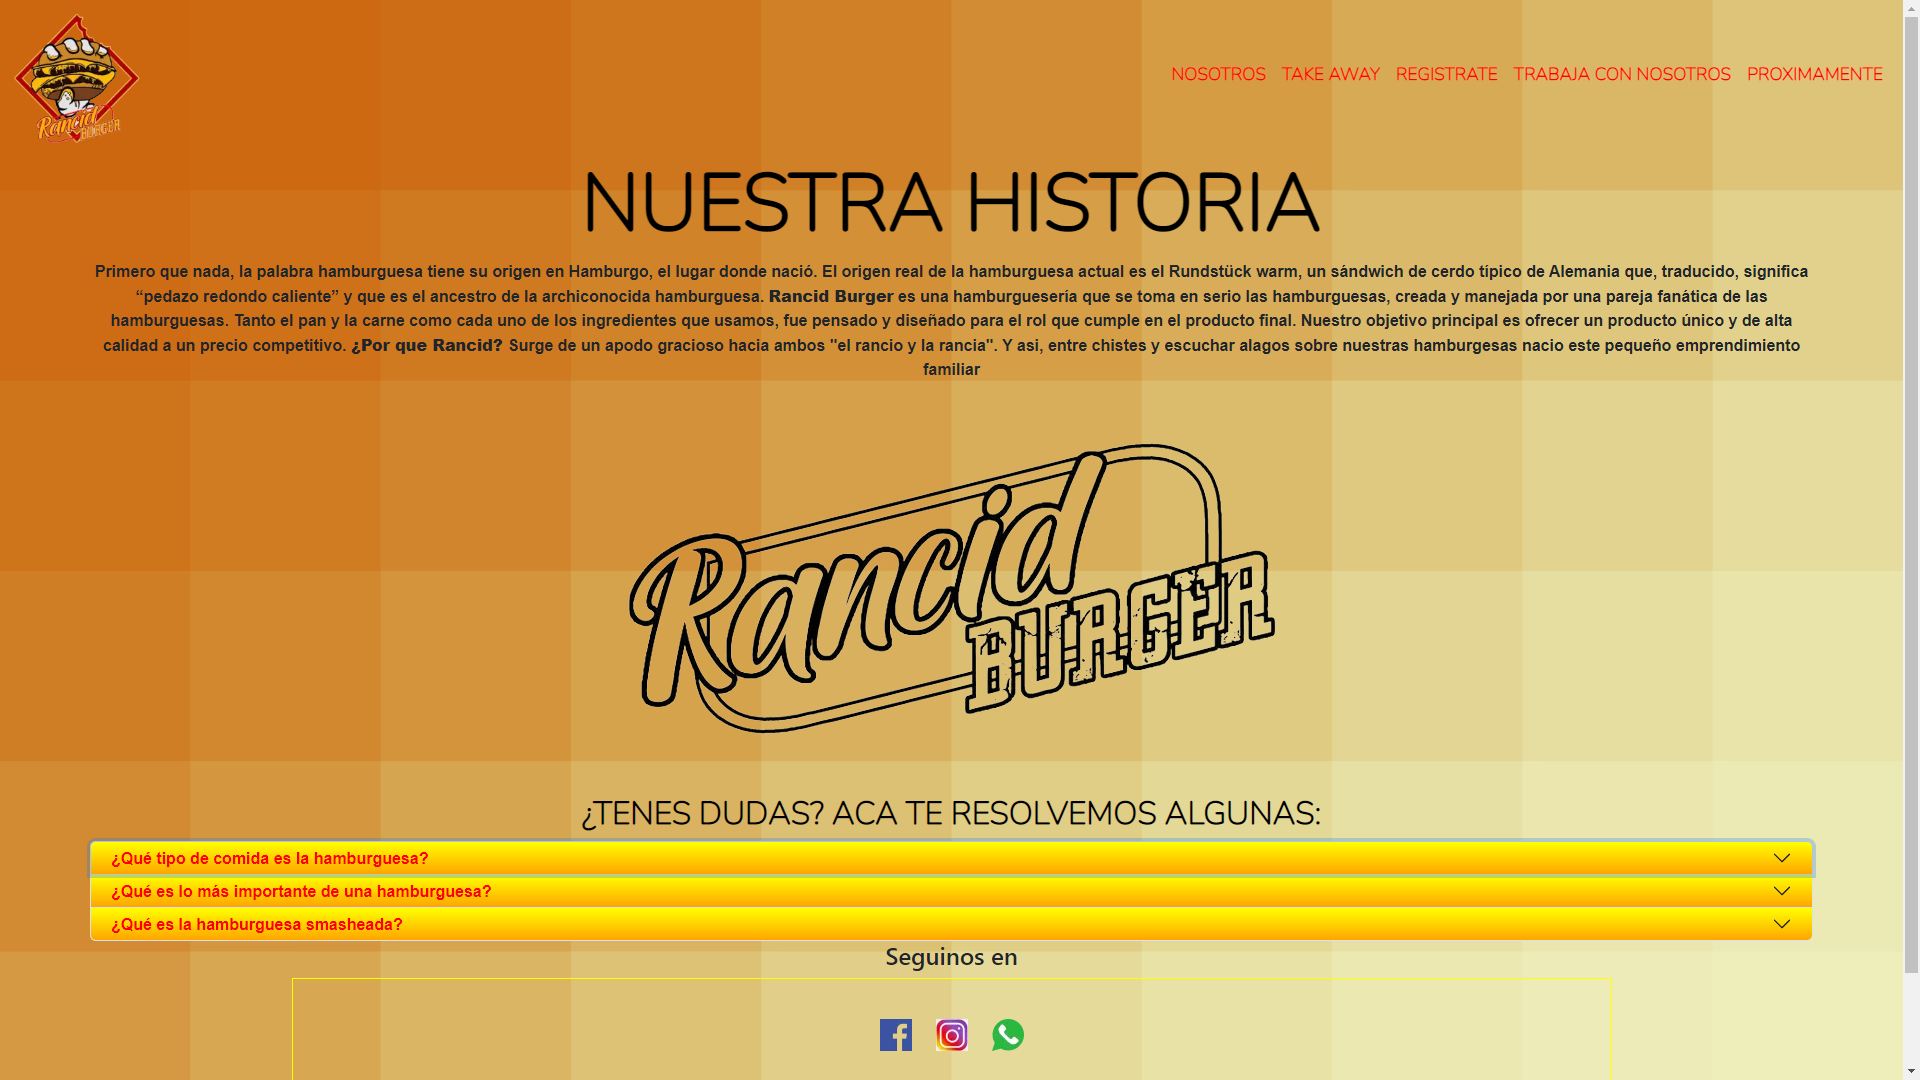 Rancid
BURGER
NOSOTROS TAKE AWAY REGISTRATE TRABAJA CON NOSOTROS PROXIMAMENTE
NUESTRA HISTORIA
Primero que nada, la palabra hamburguesa tiene su origen en Hamburgo, el lugar donde nació. El origen real de la hamburguesa actual es el Rundstück warm, un sándwich de cerdo típico de Alemania que, traducido, significa
“pedazo redondo caliente” y que es el ancestro de la archiconocida hamburguesa. Rancid Burger es una hamburguesería que se toma en serio las hamburguesas, creada y manejada por una pareja fanática de las
hamburguesas. Tanto el pan y la carne como cada uno de los ingredientes que usamos, fue pensado y diseñado para el rol que cumple en el producto final. Nuestro objetivo principal es ofrecer un producto único y de alta
calidad a un precio competitivo. ¿Por que Rancid? Surge de un apodo gracioso hacia ambos "el rancio y la rancia". Y asi, entre chistes y escuchar alagos sobre nuestras hamburgesas nacio este pequeño emprendimiento
familiar
Rancid
BURGER
¿TENES DUDAS? ACA TE RESOLVEMOS ALGUNAS:
¿Qué tipo de comida es la hamburguesa?
¿Qué es lo más importante de una hamburguesa?
¿Qué es la hamburguesa smasheada?
Seguinos en